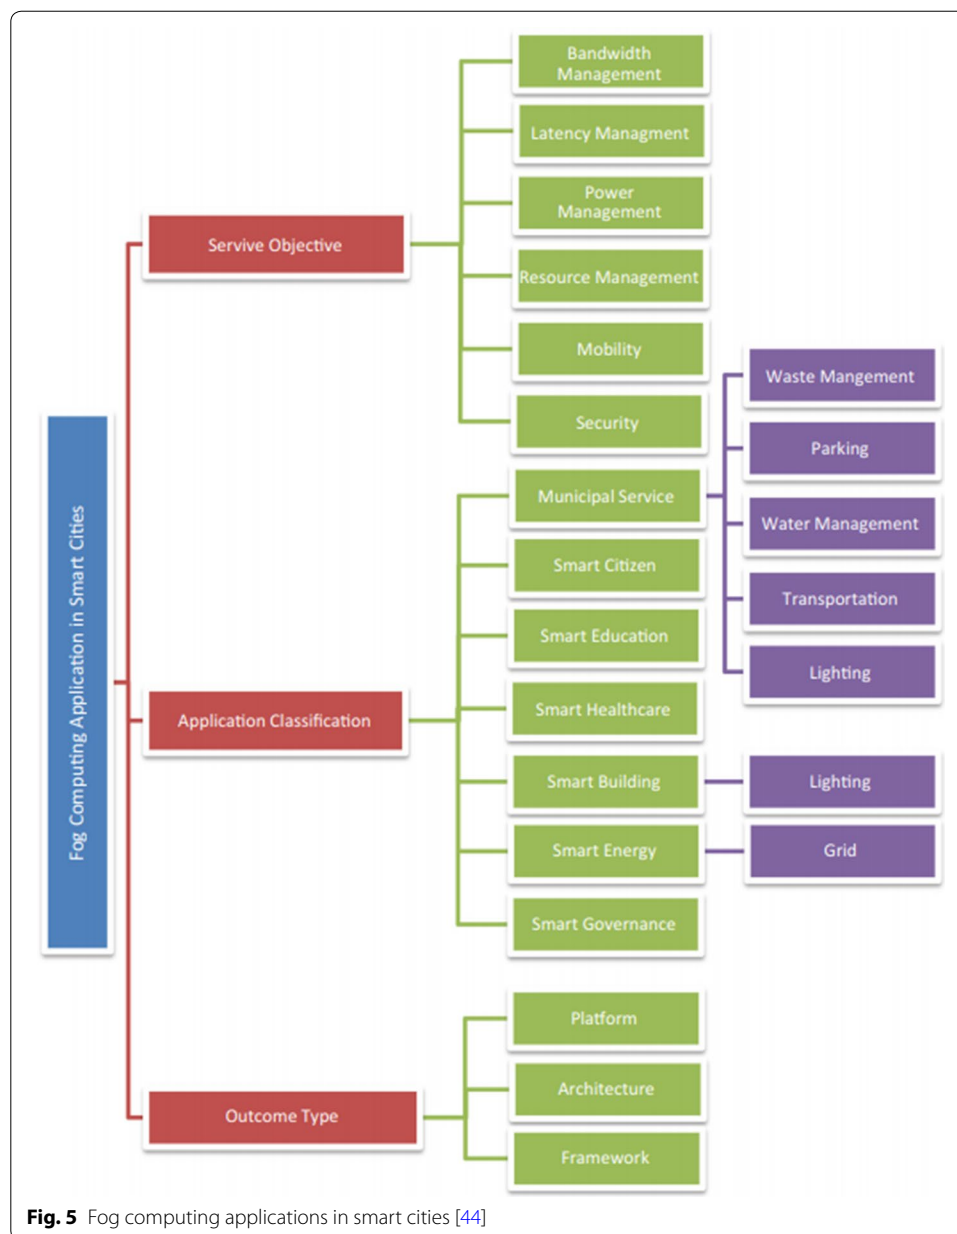 Fog Computing Application in Smart Cities
Servive Objective
Bandwidth
Management
Latency Managment
Power
Management
Resource Management
Mobility
Security
Application Classification
Municipal Service
Waste Mangement
Parking
Water Management
Transportation
Lighting
Smart Citizen
Smart Education
Smart Healthcare
Smart Building
Lighting
Smart Energy
Grid
Smart Governance
Outcome Type
Platform
Architecture
Framework
Fig. 5 Fog computing applications in smart cities [44]